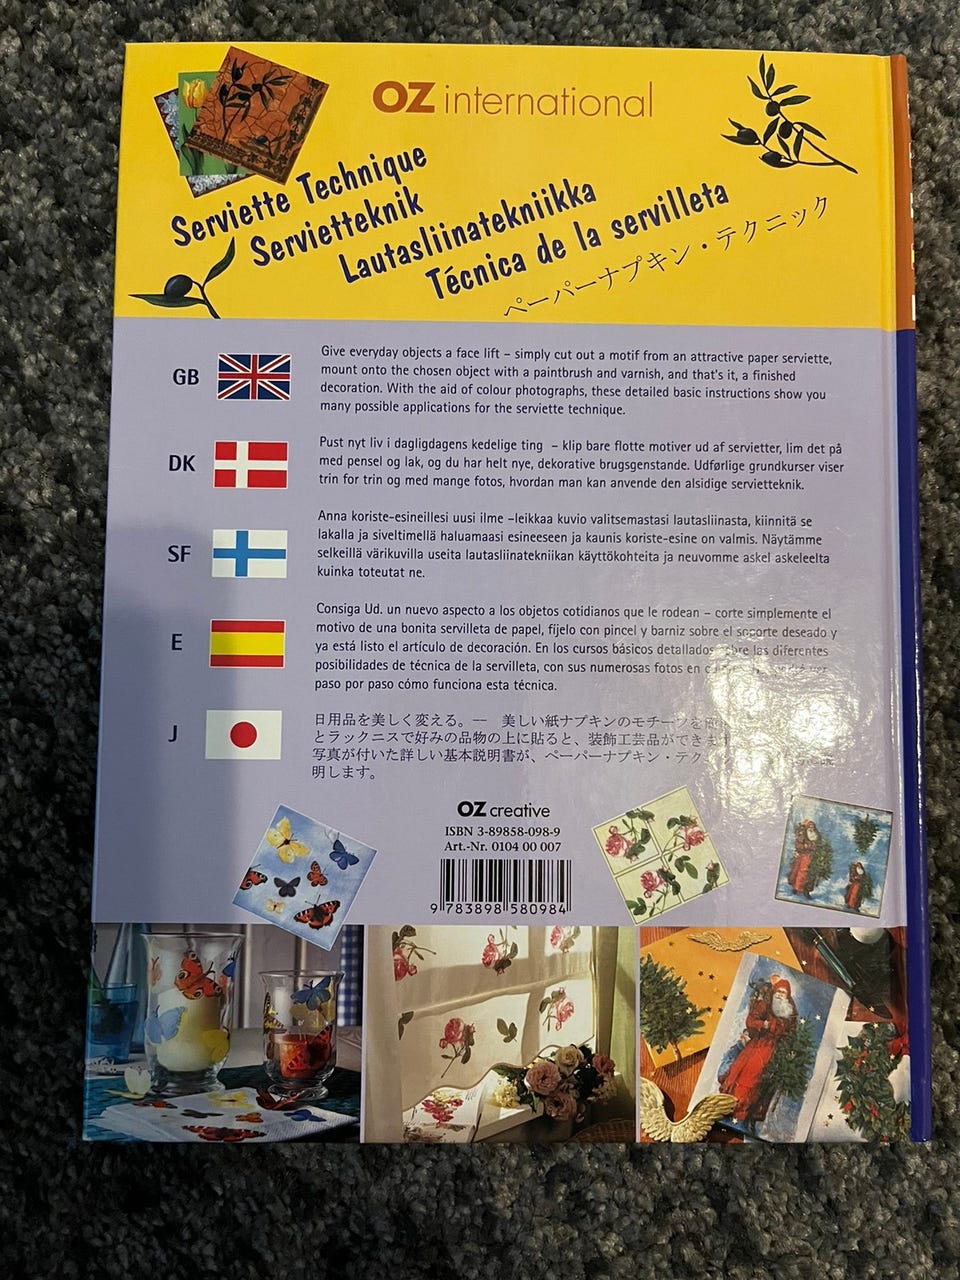 OZ international
Serviette Technique
Servietteknik
Lautasliinatekniikka
Técnica de la servilleta
ペーパーナプキン・テクニック
GB
Give everyday objects a face lift – simply cut out a motif from an attractive paper serviette,
mount onto the chosen object with a paintbrush and varnish, and that's it, a finished
decoration. With the aid of colour photographs, these detailed basic instructions show you
many possible applications for the serviette technique.
DK
Pust nyt liv i dagligdagens kedelige ting – klip bare flotte motiver ud af servietter, lim det på
med pensel og lak, og du har helt nye, dekorative brugsgenstande. Udførlige grundkurser viser
trin for trin og med mange fotos, hvordan man kan anvende den alsidige servietteknik.
SF
Anna koriste-esineillesi uusi ilme –leikkaa kuvio valitsemastasi lautasliinasta, kiinnitä se
lakalla ja siveltimellä haluamaasi esineeseen ja kaunis koriste-esine on valmis. Näytämme
selkeillä värikuvilla useita lautasliinatekniikan käyttökohteita ja neuvomme askel askeleelta
kuinka toteutat ne.
E
Consiga Ud. un nuevo aspecto a los objetos cotidianos que le rodean – corte simplemente el
motivo de una bonita servilleta de papel, fíjelo con pincel y barniz sobre el soporte deseado y
ya está listo el artículo de decoración. En los cursos básicos detallados sobre las diferentes
posibilidades de técnica de la servilleta, con sus numerosas fotos en
paso por paso cómo funciona esta técnica.
J
日用品を美しく変える。― 美しい紙ナプキンのモチーフを
とラックニスで好みの品物の上に貼ると、装飾工芸品ができま
写真が付いた詳しい基本説明書が、ペーパーナプキン・テク
明します。
OZ creative
ISBN 3-89858-098-9
Art.-Nr. 0104 00 007
9 783898 580984